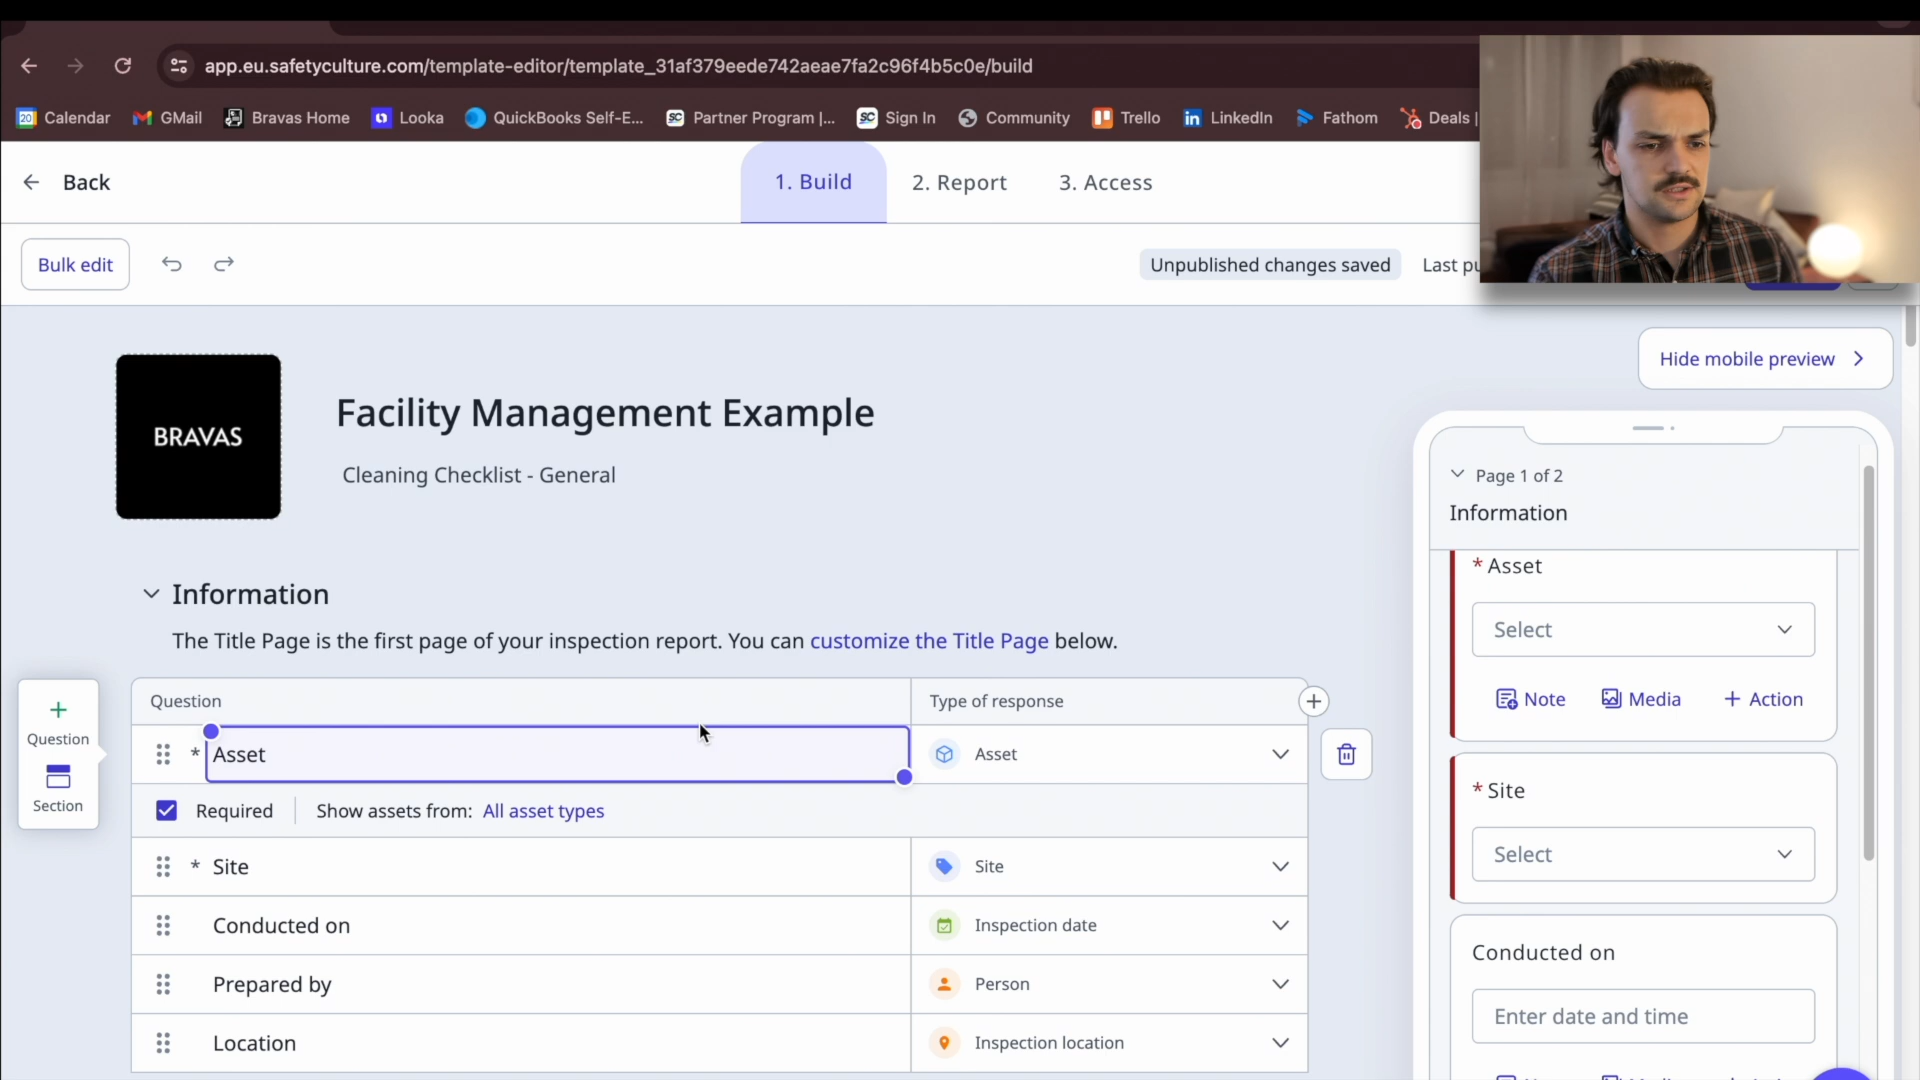 app.eu.safetyculture.com/template-editor/template_31af379eede742aeae7fa2c96f4b5c0e/build
20 Calendar GMail Bravas Home Looka QuickBooks Self-E... SC Partner Program |... SC Sign In Community Trello in LinkedIn Fathom Deals |
Back
1. Build
2. Report
3. Access
Bulk edit
Unpublished changes saved
Last pu
Hide mobile preview
BRAVAS
Facility Management Example
Cleaning Checklist - General
Information
The Title Page is the first page of your inspection report. You can customize the Title Page below.
+
Question
Section
Question Type of response
* Asset Asset
Required Show assets from: All asset types
* Site Site
Conducted on Inspection date
Prepared by Person
Location Inspection location
Page 1 of 2
Information
* Asset
Select
Note Media + Action
* Site
Select
Conducted on
Enter date and time